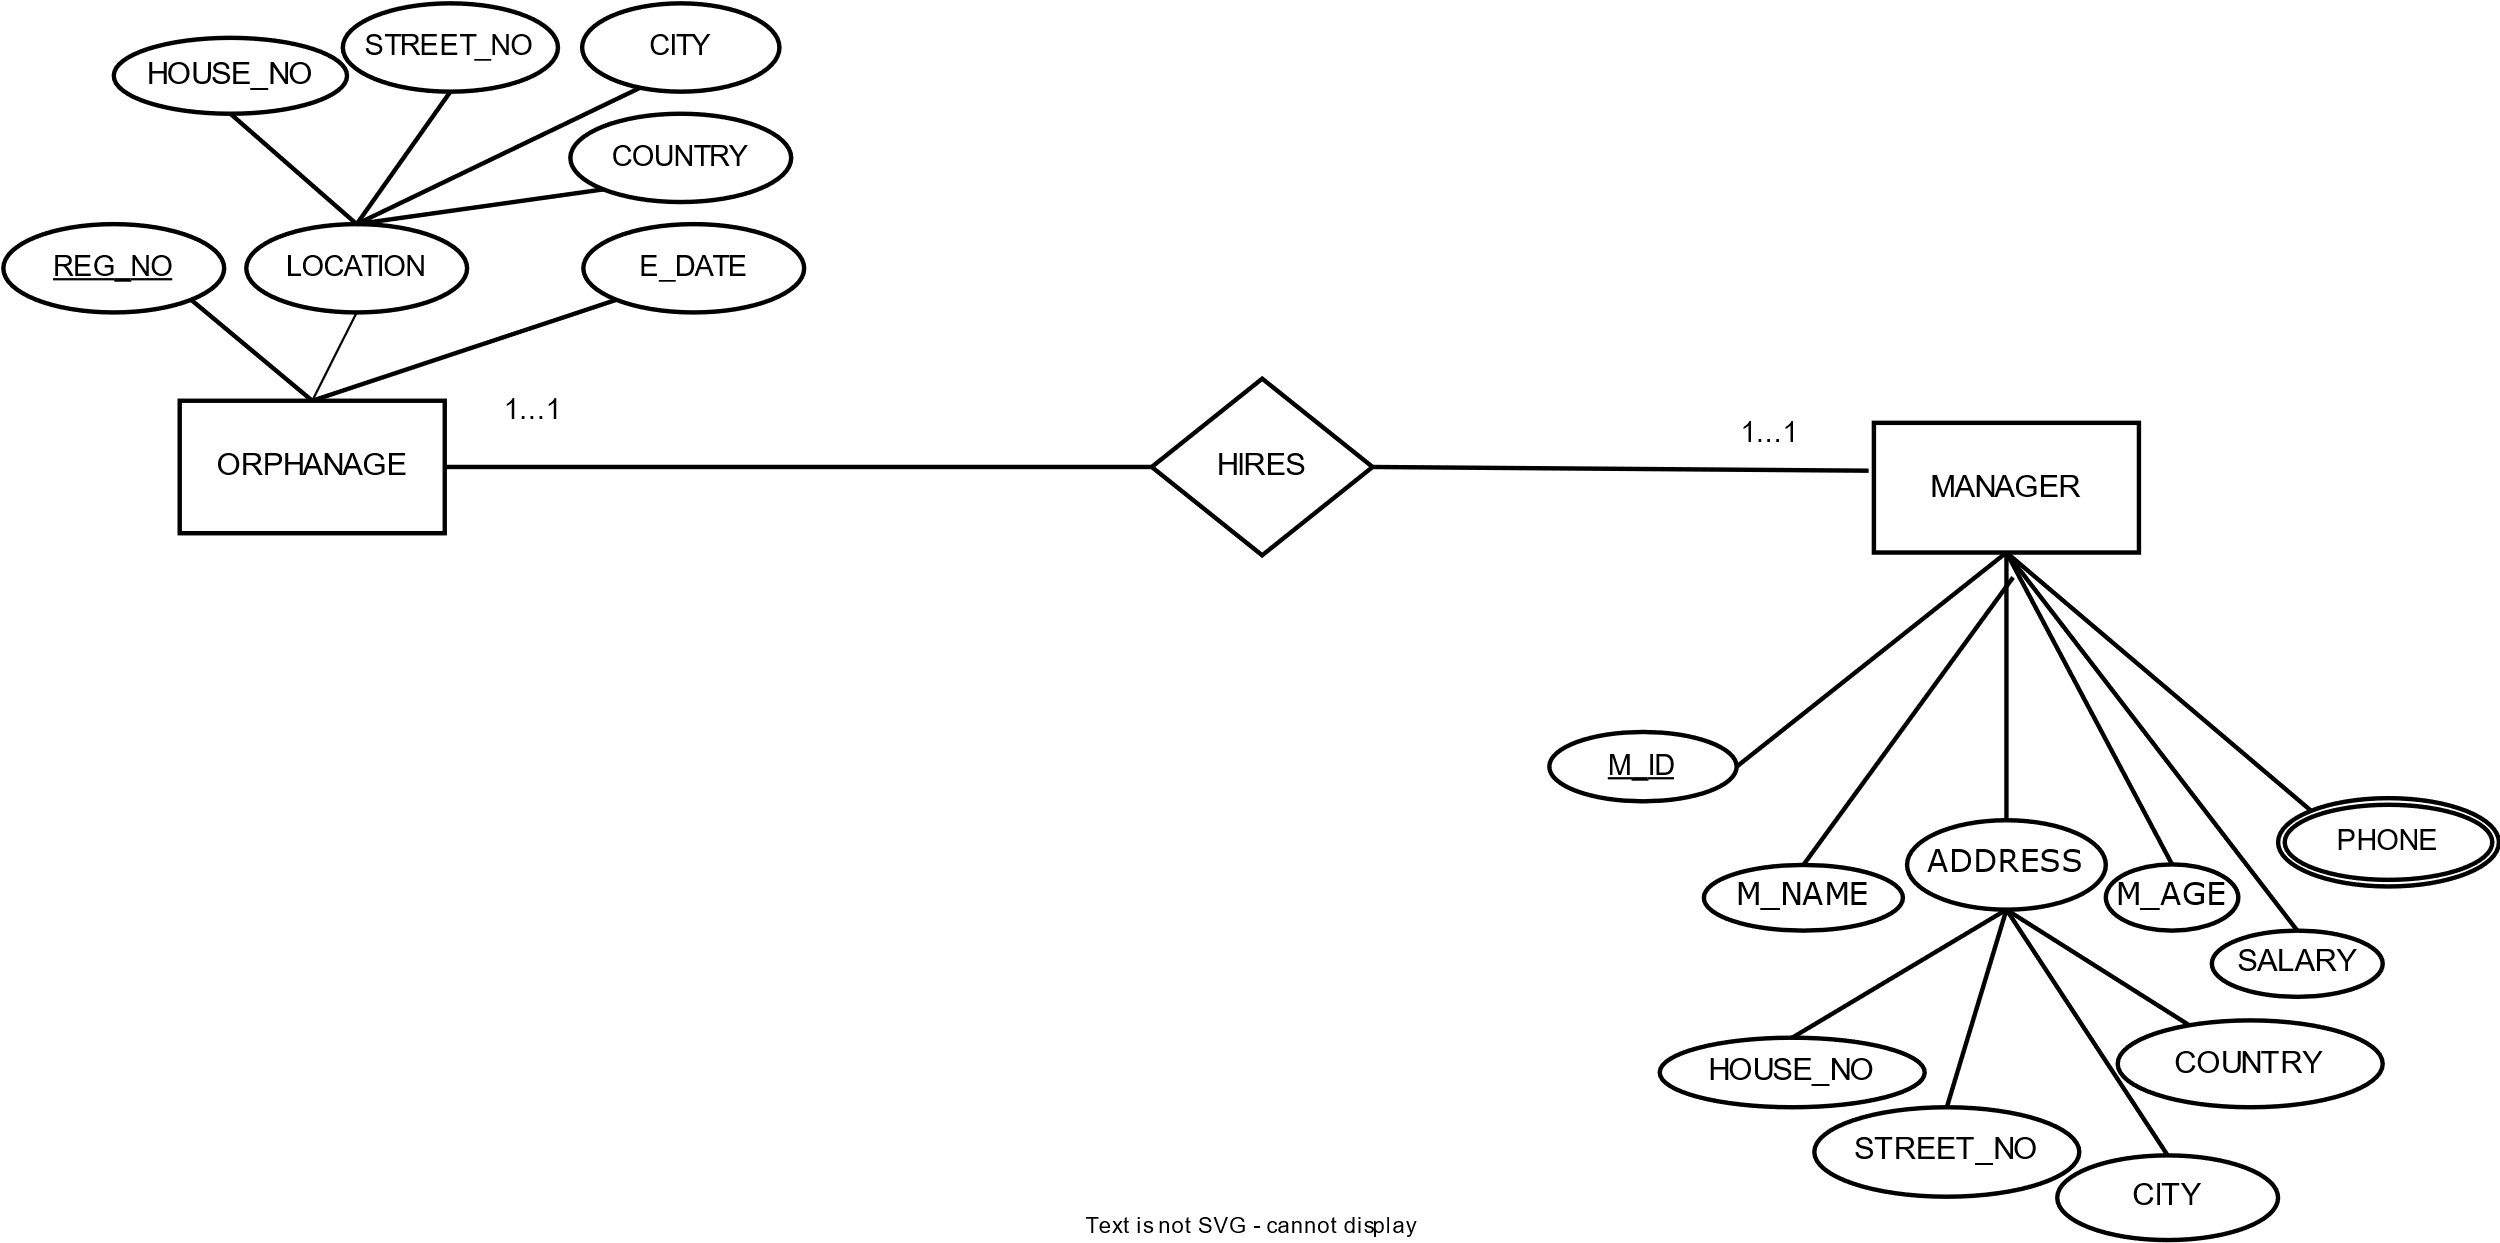 STREET_NO
CITY
HOUSE_NO
COUNTRY
REG_NO
LOCATION
E_DATE
1...1
1...1
ORPHANAGE
HIRES
MANAGER
M_ID
PHONE
ADDRESS
M_NAME
M_AGE
SALARY
HOUSE_NO
COUNTRY
STREET_NO
CITY
Text is not SVG - cannot display